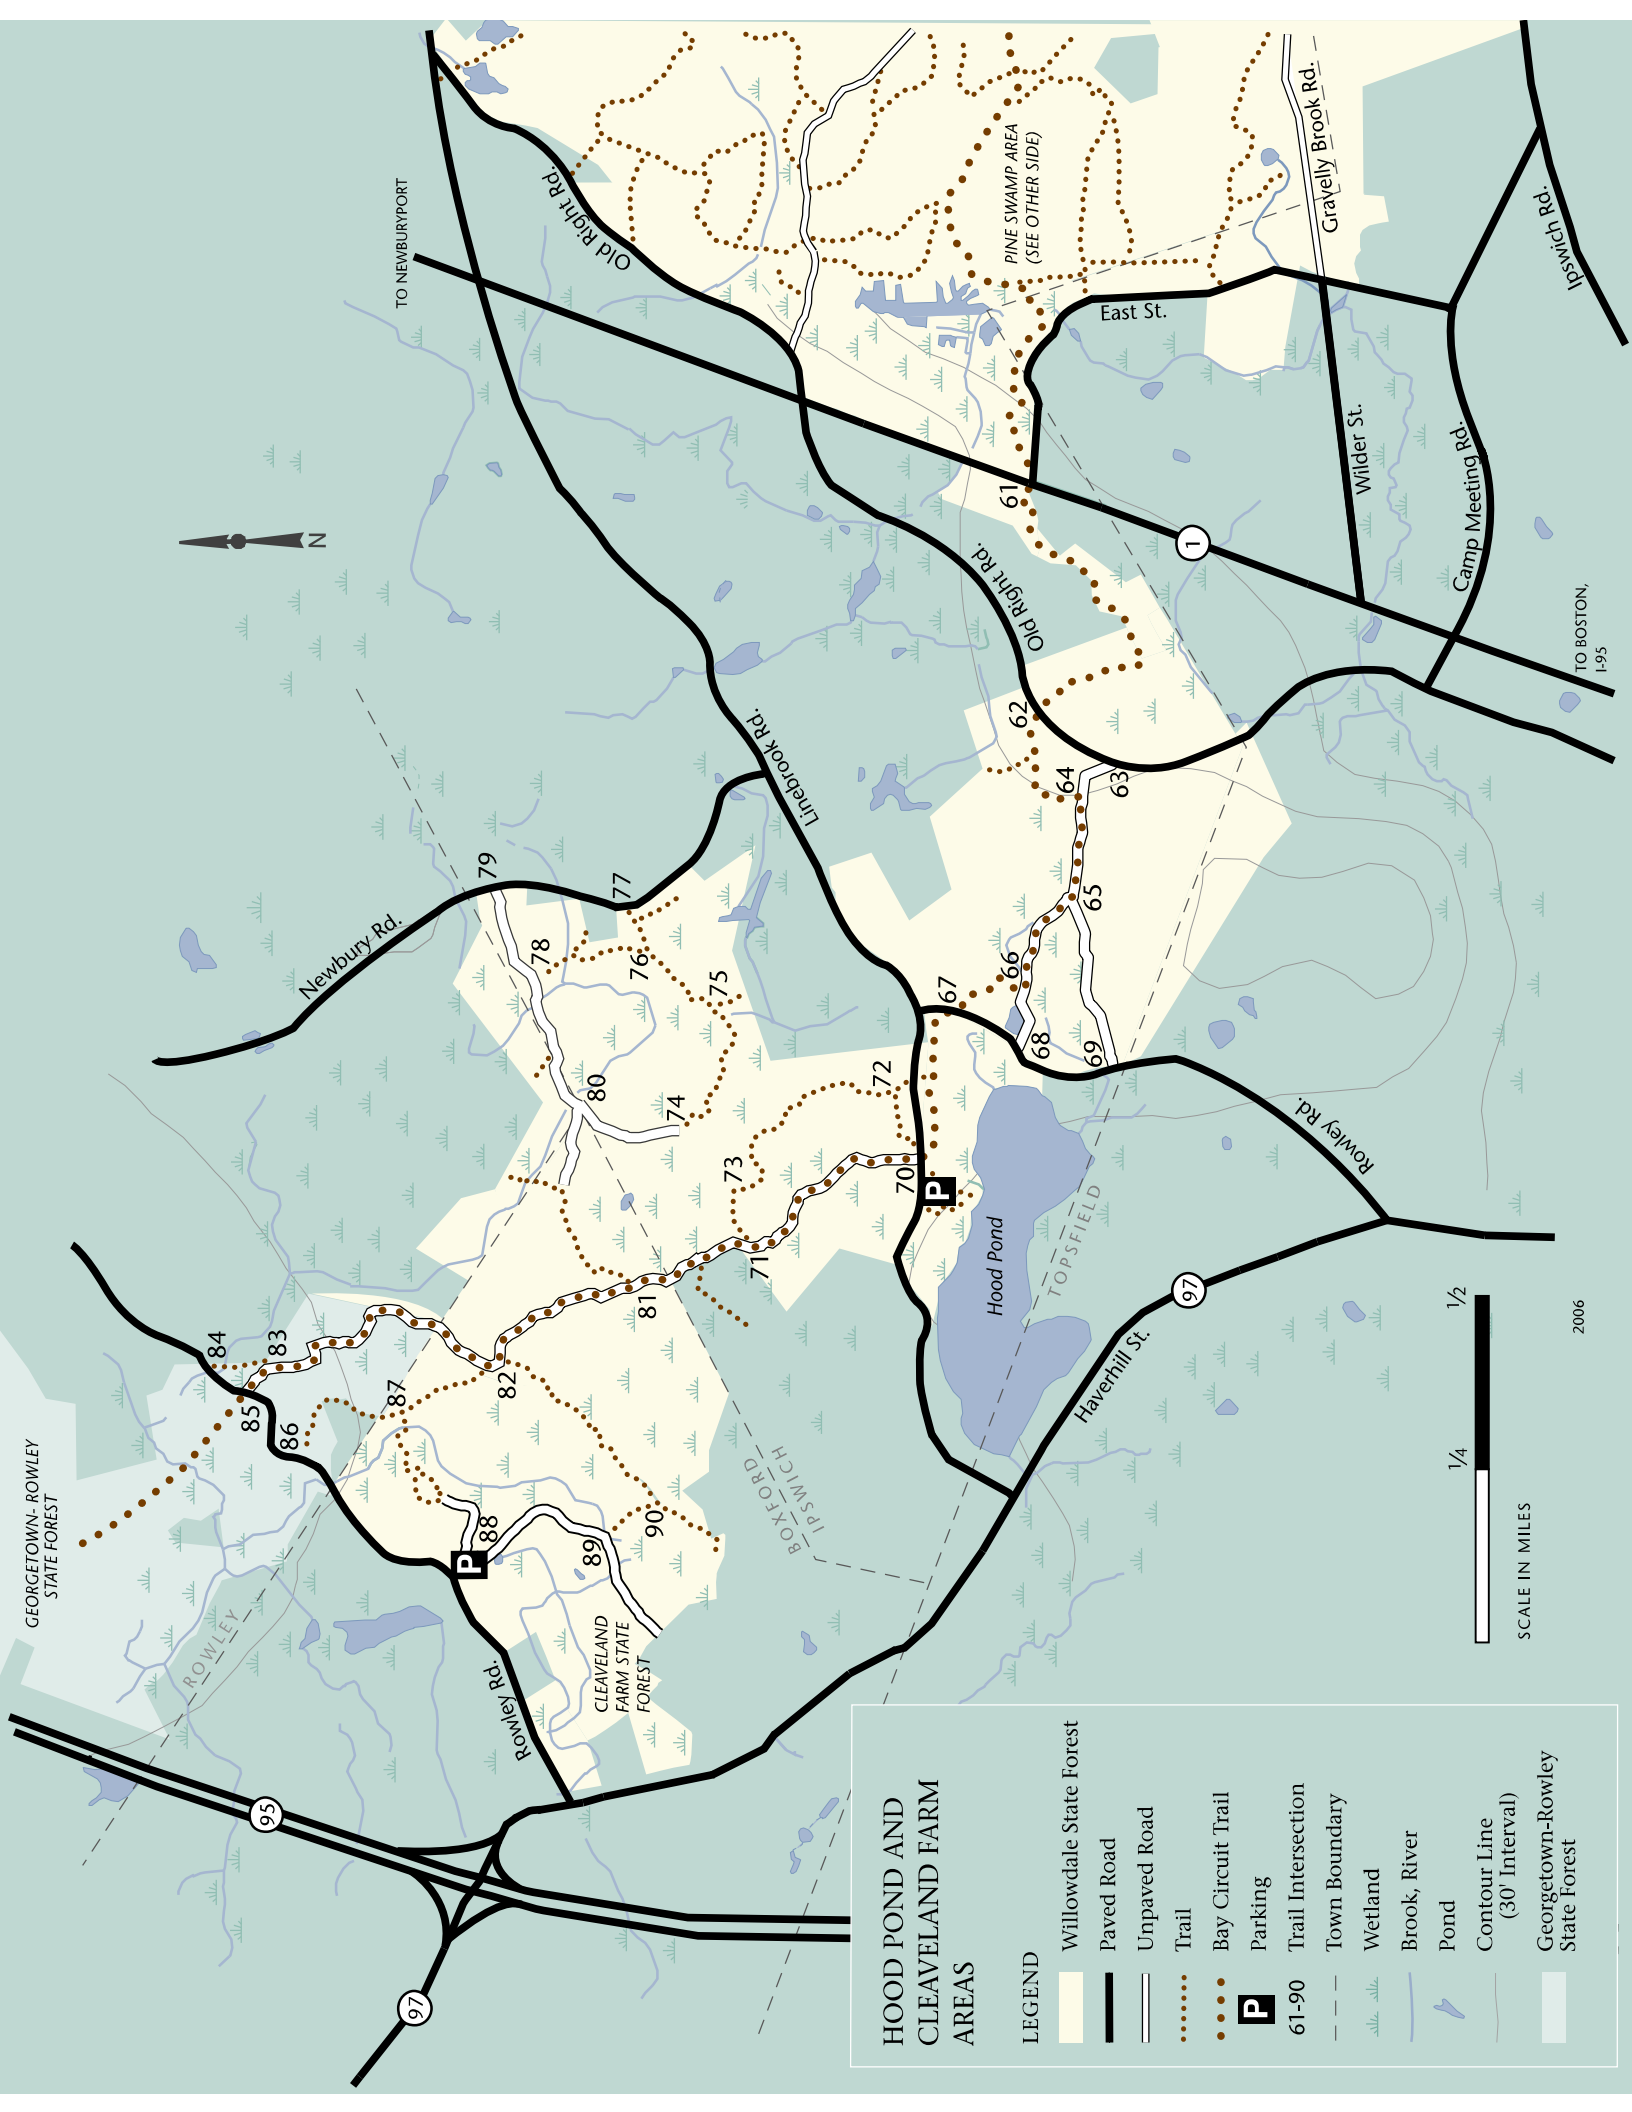 HOOD POND AND
CLEAVELAND FARM
AREAS
LEGEND
Willowdale State Forest
Paved Road
Unpaved Road
Trail
Bay Circuit Trail
P
Parking
61-90
Trail Intersection
Town Boundary
Wetland
Brook, River
Pond
Contour Line
(30' Interval)
Georgetown-Rowley
State Forest
GEORGETOWN- ROWLEY
STATE FOREST
ROWLEY
95
97
Rowley Rd.
CLEAVELAND
FARM STATE
FOREST
P
84
83
85
86
87
88
89
90
82
81
BOXFORD
IPSWICH
Newbury Rd.
79
78
77
76
75
80
74
73
72
71
70
P
Hood Pond
TOPSFIELD
97
Haverhill St.
Rowley Rd.
67
66
68
69
65
64
63
62
61
Linebrook Rd.
N
TO NEWBURYPORT
Old Right Rd.
Old Right Rd.
PINE SWAMP AREA
(SEE OTHER SIDE)
East St.
Gravelly Brook Rd.
Ipswich Rd.
Wilder St.
Camp Meeting Rd.
1
TO BOSTON,
I-95
1/4
1/2
SCALE IN MILES
2006